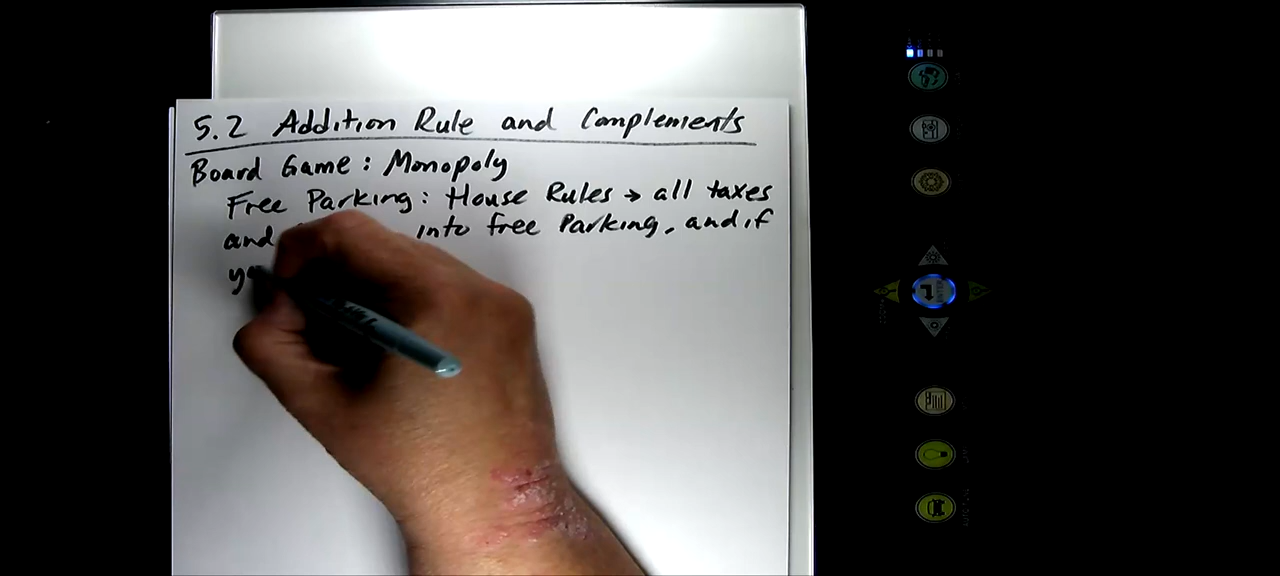 5.2 Addition Rule and Complements
Board Game: Monopoly
Free Parking: House Rules → all taxes
and into free Parking, and if